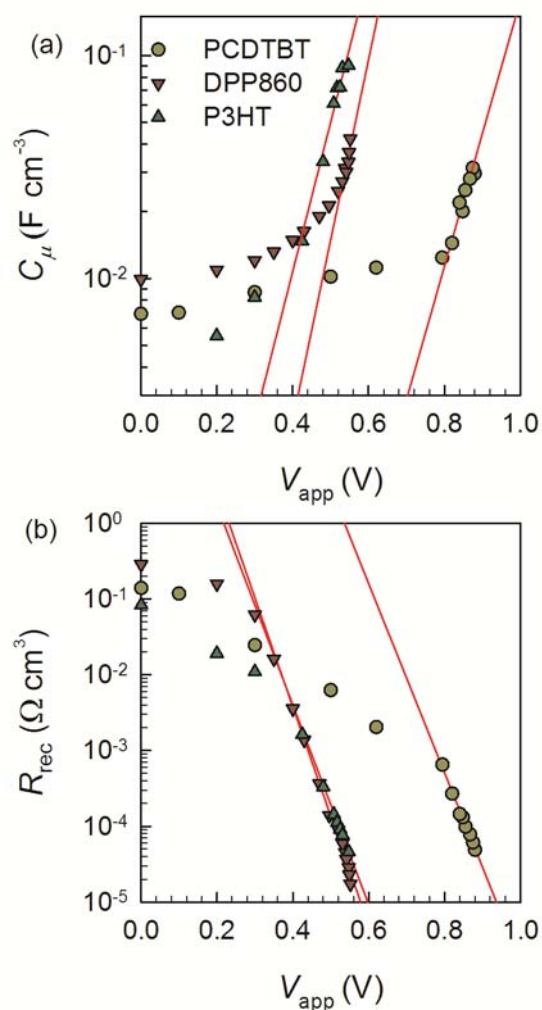 (a)
PCDTBT
DPP860
P3HT
10⁻¹
10⁻²
C_μ (F cm⁻³)
0.0 0.2 0.4 0.6 0.8 1.0
V_app (V)
(b)
10⁰
10⁻¹
10⁻²
10⁻³
10⁻⁴
10⁻⁵
R_rec (Ω cm³)
0.0 0.2 0.4 0.6 0.8 1.0
V_app (V)